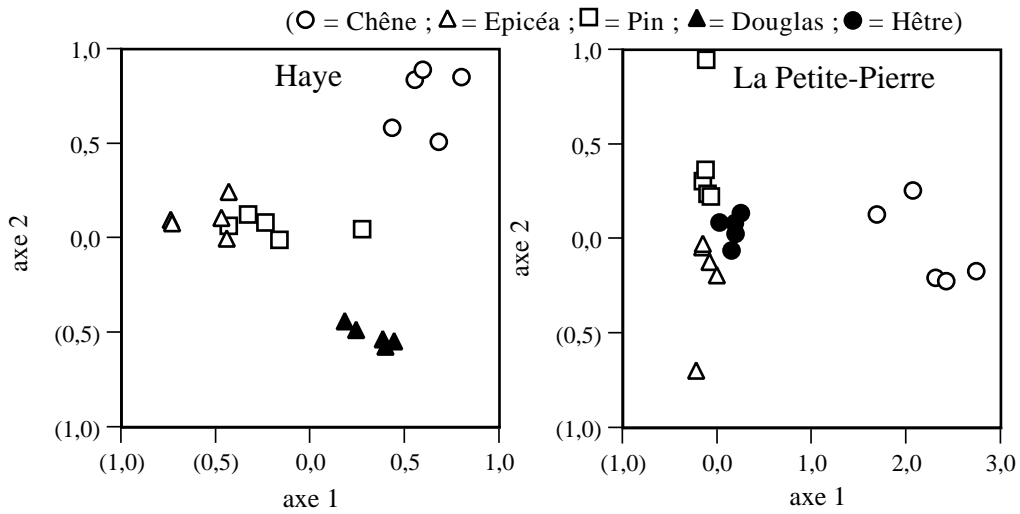 (○ = Chêne ; △ = Epicéa ; □ = Pin ; ▲ = Douglas ; ● = Hêtre)
Haye
1,0
0,5
0,0
(0,5)
(1,0)
axe 2
(1,0) (0,5) 0,0 0,5 1,0
axe 1
La Petite-Pierre
1,0
0,5
0,0
(0,5)
(1,0)
axe 2
(1,0) 0,0 1,0 2,0 3,0
axe 1